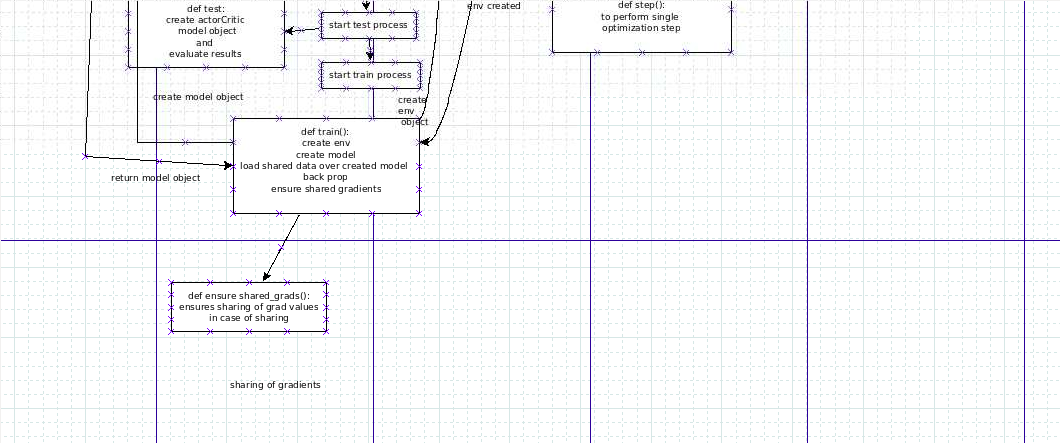 env created
def test:
create actorCritic
model object
and
evaluate results
start test process
def step():
to perform single
optimization step
start train process
create model object
create
env
object
def train():
create env
create model
load shared data over created model
back prop
ensure shared gradients
return model object
def ensure shared_grads():
ensures sharing of grad values
in case of sharing
sharing of gradients